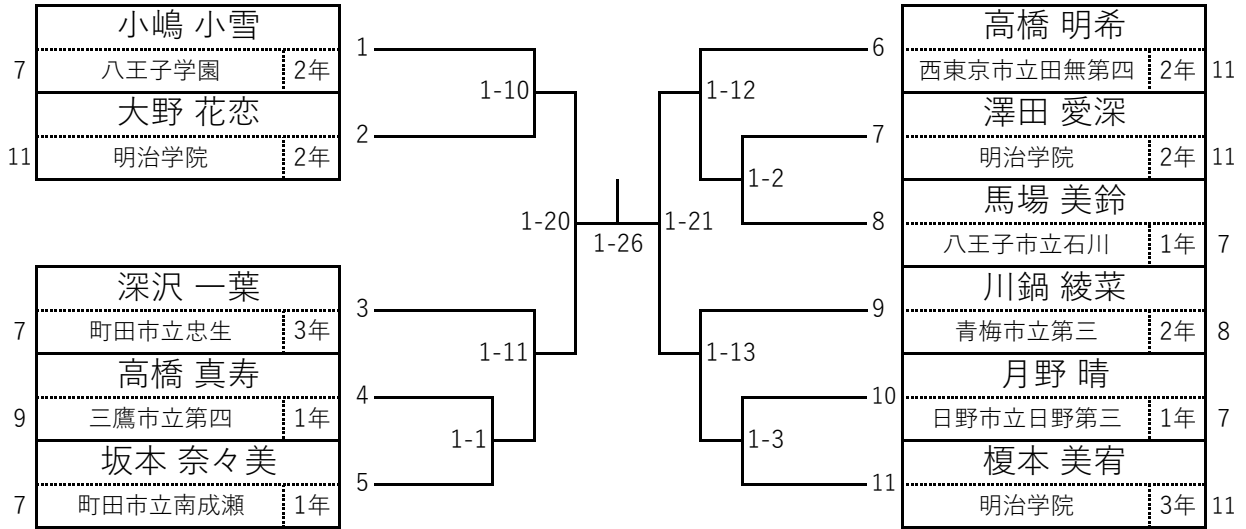 小嶋 小雪
7 八王子学園 2年
1
大野 花恋
11 明治学院 2年
2
1-10
深沢 一葉
7 町田市立忠生 3年
3
高橋 真寿
9 三鷹市立第四 1年
4
坂本 奈々美
7 町田市立南成瀬 1年
5
1-11
1-1
1-20
1-26
1-21
1-12
1-2
1-13
1-3
6
高橋 明希
西東京市立田無第四 2年 11
7
澤田 愛深
明治学院 2年 11
8
馬場 美鈴
八王子市立石川 1年 7
9
川鍋 綾菜
青梅市立第三 2年 8
10
月野 晴
日野市立日野第三 1年 7
11
榎本 美宥
明治学院 3年 11